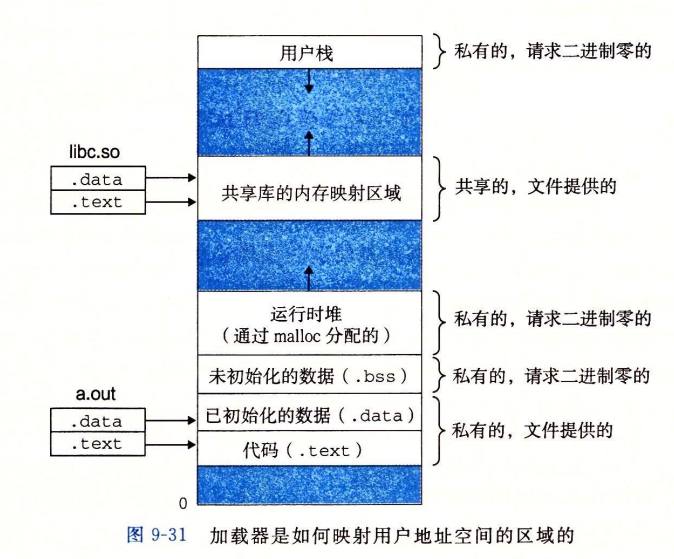 用户栈
私有的，请求二进制零的
libc.so
.data
.text
共享库的内存映射区域
共享的，文件提供的
运行时堆
（通过 malloc 分配的）
私有的，请求二进制零的
未初始化的数据（.bss）
私有的，请求二进制零的
a.out
.data
.text
已初始化的数据（.data）
代码（.text）
私有的，文件提供的
0
图 9-31 加载器是如何映射用户地址空间的区域的